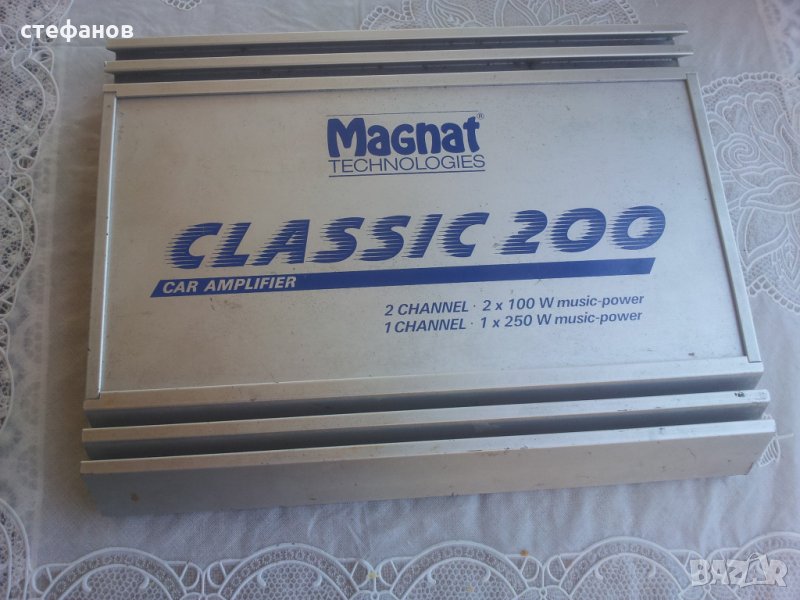 стефанов
Magnat®
TECHNOLOGIES
CLASSIC 200
CAR AMPLIFIER
2 CHANNEL · 2 x 100 W music-power
1 CHANNEL · 1 x 250 W music-power
BAZAR